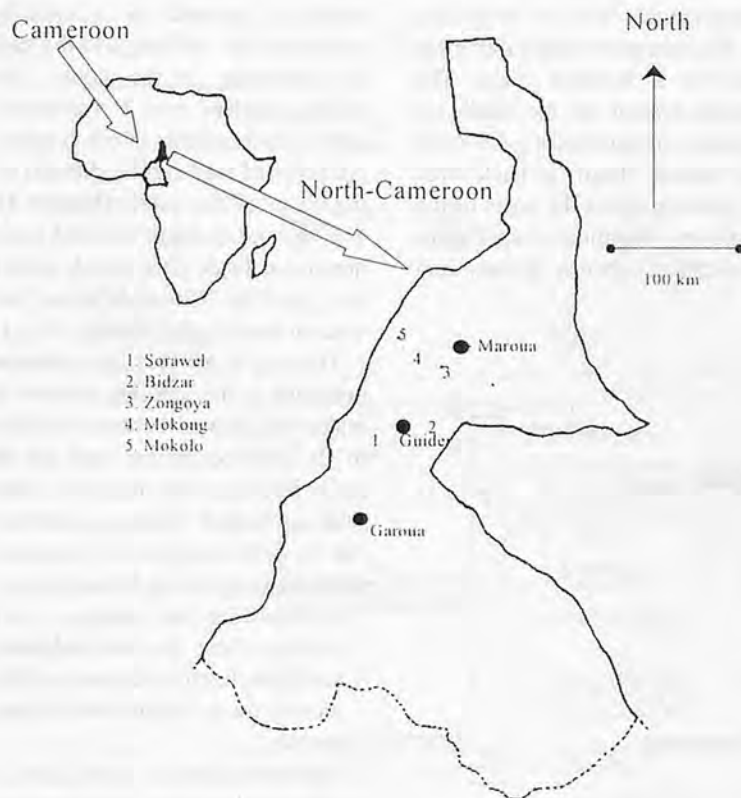 Cameroon
North
North-Cameroon
100 km
1. Sorawel
2. Bidzar
3. Zongoya
4. Mokong
5. Mokolo
5
Maroua
4
3
2
1 Guider
Garoua